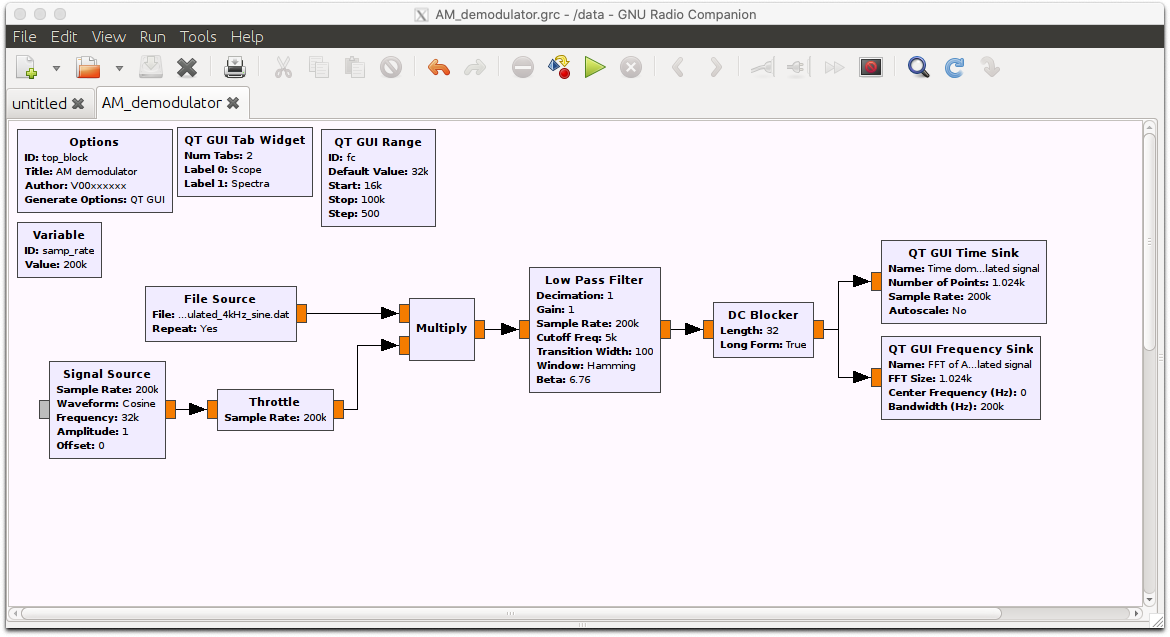 AM_demodulator.grc - /data - GNU Radio Companion
File Edit View Run Tools Help
untitled AM_demodulator
Options
ID: top_block
Title: AM demodulator
Author: V00xxxxxx
Generate Options: QT GUI
QT GUI Tab Widget
Num Tabs: 2
Label 0: Scope
Label 1: Spectra
QT GUI Range
ID: fc
Default Value: 32k
Start: 16k
Stop: 100k
Step: 500
Variable
ID: samp_rate
Value: 200k
File Source
File: ...ulated_4kHz_sine.dat
Repeat: Yes
Signal Source
Sample Rate: 200k
Waveform: Cosine
Frequency: 32k
Amplitude: 1
Offset: 0
Throttle
Sample Rate: 200k
Multiply
Low Pass Filter
Decimation: 1
Gain: 1
Sample Rate: 200k
Cutoff Freq: 5k
Transition Width: 100
Window: Hamming
Beta: 6.76
DC Blocker
Length: 32
Long Form: True
QT GUI Time Sink
Name: Time dom...lated signal
Number of Points: 1.024k
Sample Rate: 200k
Autoscale: No
QT GUI Frequency Sink
Name: FFT of A...lated signal
FFT Size: 1.024k
Center Frequency (Hz): 0
Bandwidth (Hz): 200k